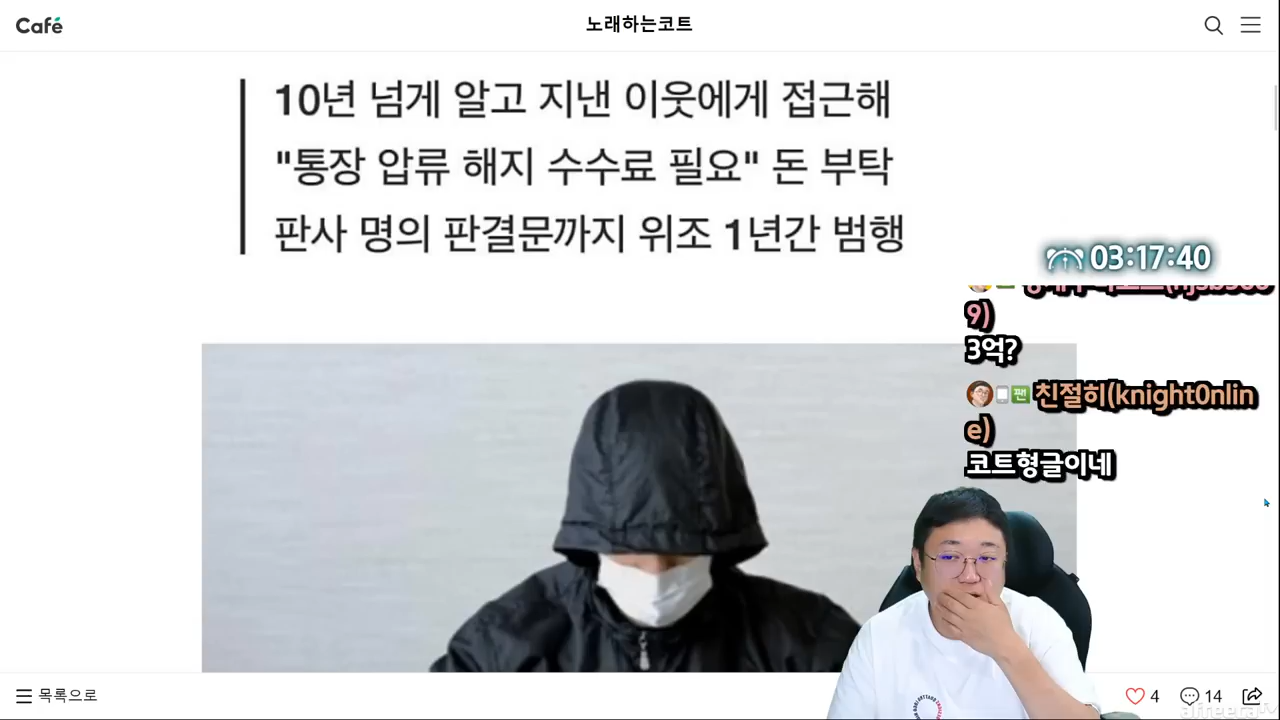 Café
노래하는코트
10년 넘게 알고 지낸 이웃에게 접근해
"통장 압류 해지 수수료 필요" 돈 부탁
판사 명의 판결문까지 위조 1년간 범행
03:17:40
9)
3억?
팬 친절히(knight0nlin
e)
코트형글이네
목록으로
4
14
afreecaTV